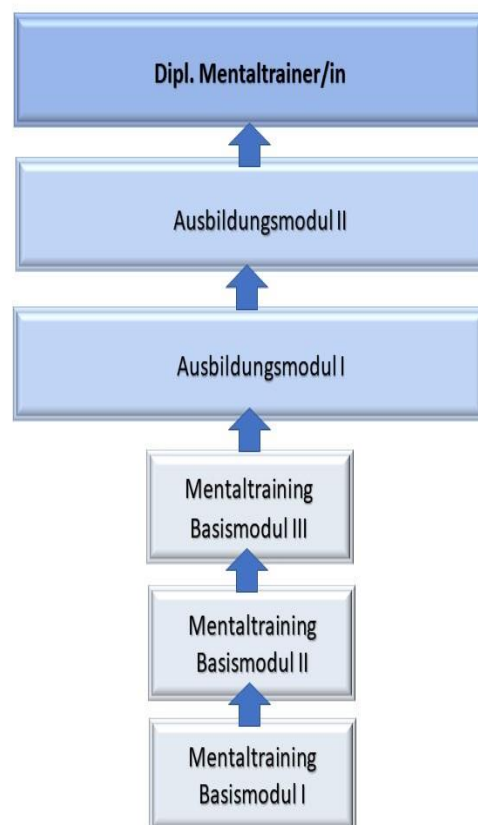 Dipl. Mentaltrainer/in
Ausbildungsmodul II
Ausbildungsmodul I
Mentaltraining
Basismodul III
Mentaltraining
Basismodul II
Mentaltraining
Basismodul I